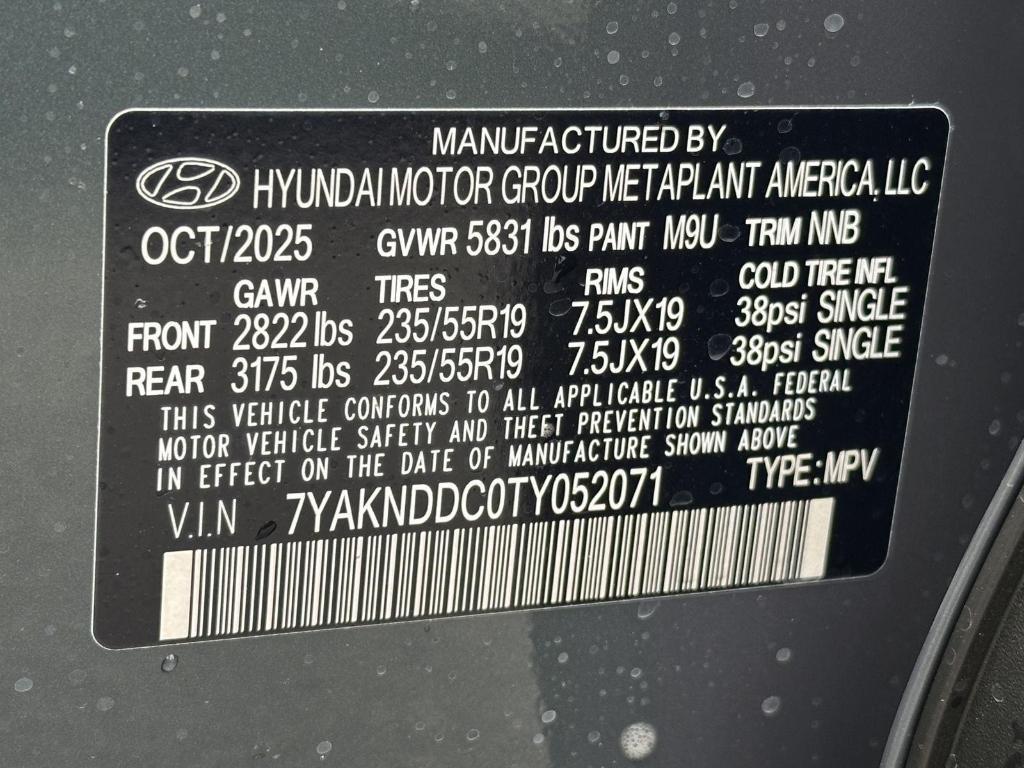 MANUFACTURED BY
HYUNDAI MOTOR GROUP METAPLANT AMERICA, LLC
OCT/2025 GVWR 5831 lbs PAINT M9U TRIM NNB
GAWR TIRES RIMS COLD TIRE INFL
FRONT 2822 lbs 235/55R19 7.5JX19 38psi SINGLE
REAR 3175 lbs 235/55R19 7.5JX19 38psi SINGLE
THIS VEHICLE CONFORMS TO ALL APPLICABLE U.S.A. FEDERAL
MOTOR VEHICLE SAFETY AND THEFT PREVENTION STANDARDS
IN EFFECT ON THE DATE OF MANUFACTURE SHOWN ABOVE
V.I.N 7YAKNDDC0TY052071 TYPE: MPV